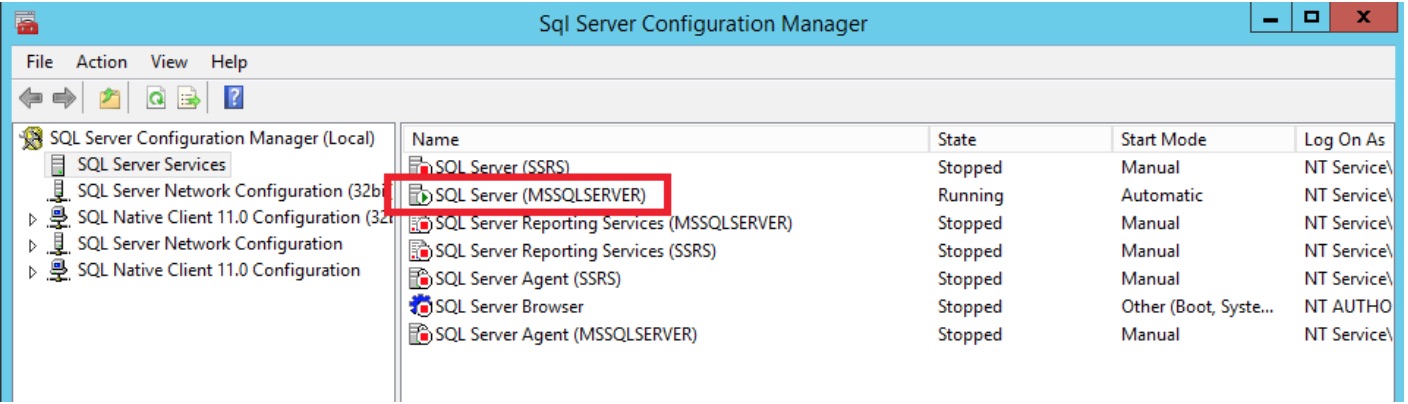 Sql Server Configuration Manager
File Action View Help
SQL Server Configuration Manager (Local)
SQL Server Services
SQL Server Network Configuration (32bi
SQL Native Client 11.0 Configuration (32
SQL Server Network Configuration
SQL Native Client 11.0 Configuration
Name State Start Mode Log On As
SQL Server (SSRS) Stopped Manual NT Service\
SQL Server (MSSQLSERVER) Running Automatic NT Service\
SQL Server Reporting Services (MSSQLSERVER) Stopped Manual NT Service\
SQL Server Reporting Services (SSRS) Stopped Manual NT Service\
SQL Server Agent (SSRS) Stopped Manual NT Service\
SQL Server Browser Stopped Other (Boot, Syste... NT AUTHO
SQL Server Agent (MSSQLSERVER) Stopped Manual NT Service\